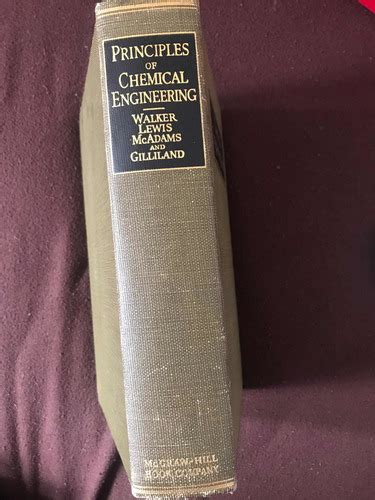 PRINCIPLES
OF
CHEMICAL
ENGINEERING
WALKER
LEWIS
MCADAMS
AND
GILLILAND
MCGRAW-HILL
BOOK COMPANY